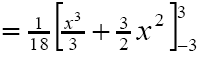 = 1/18 [x³/3 + 3/2 x²]³₋₃